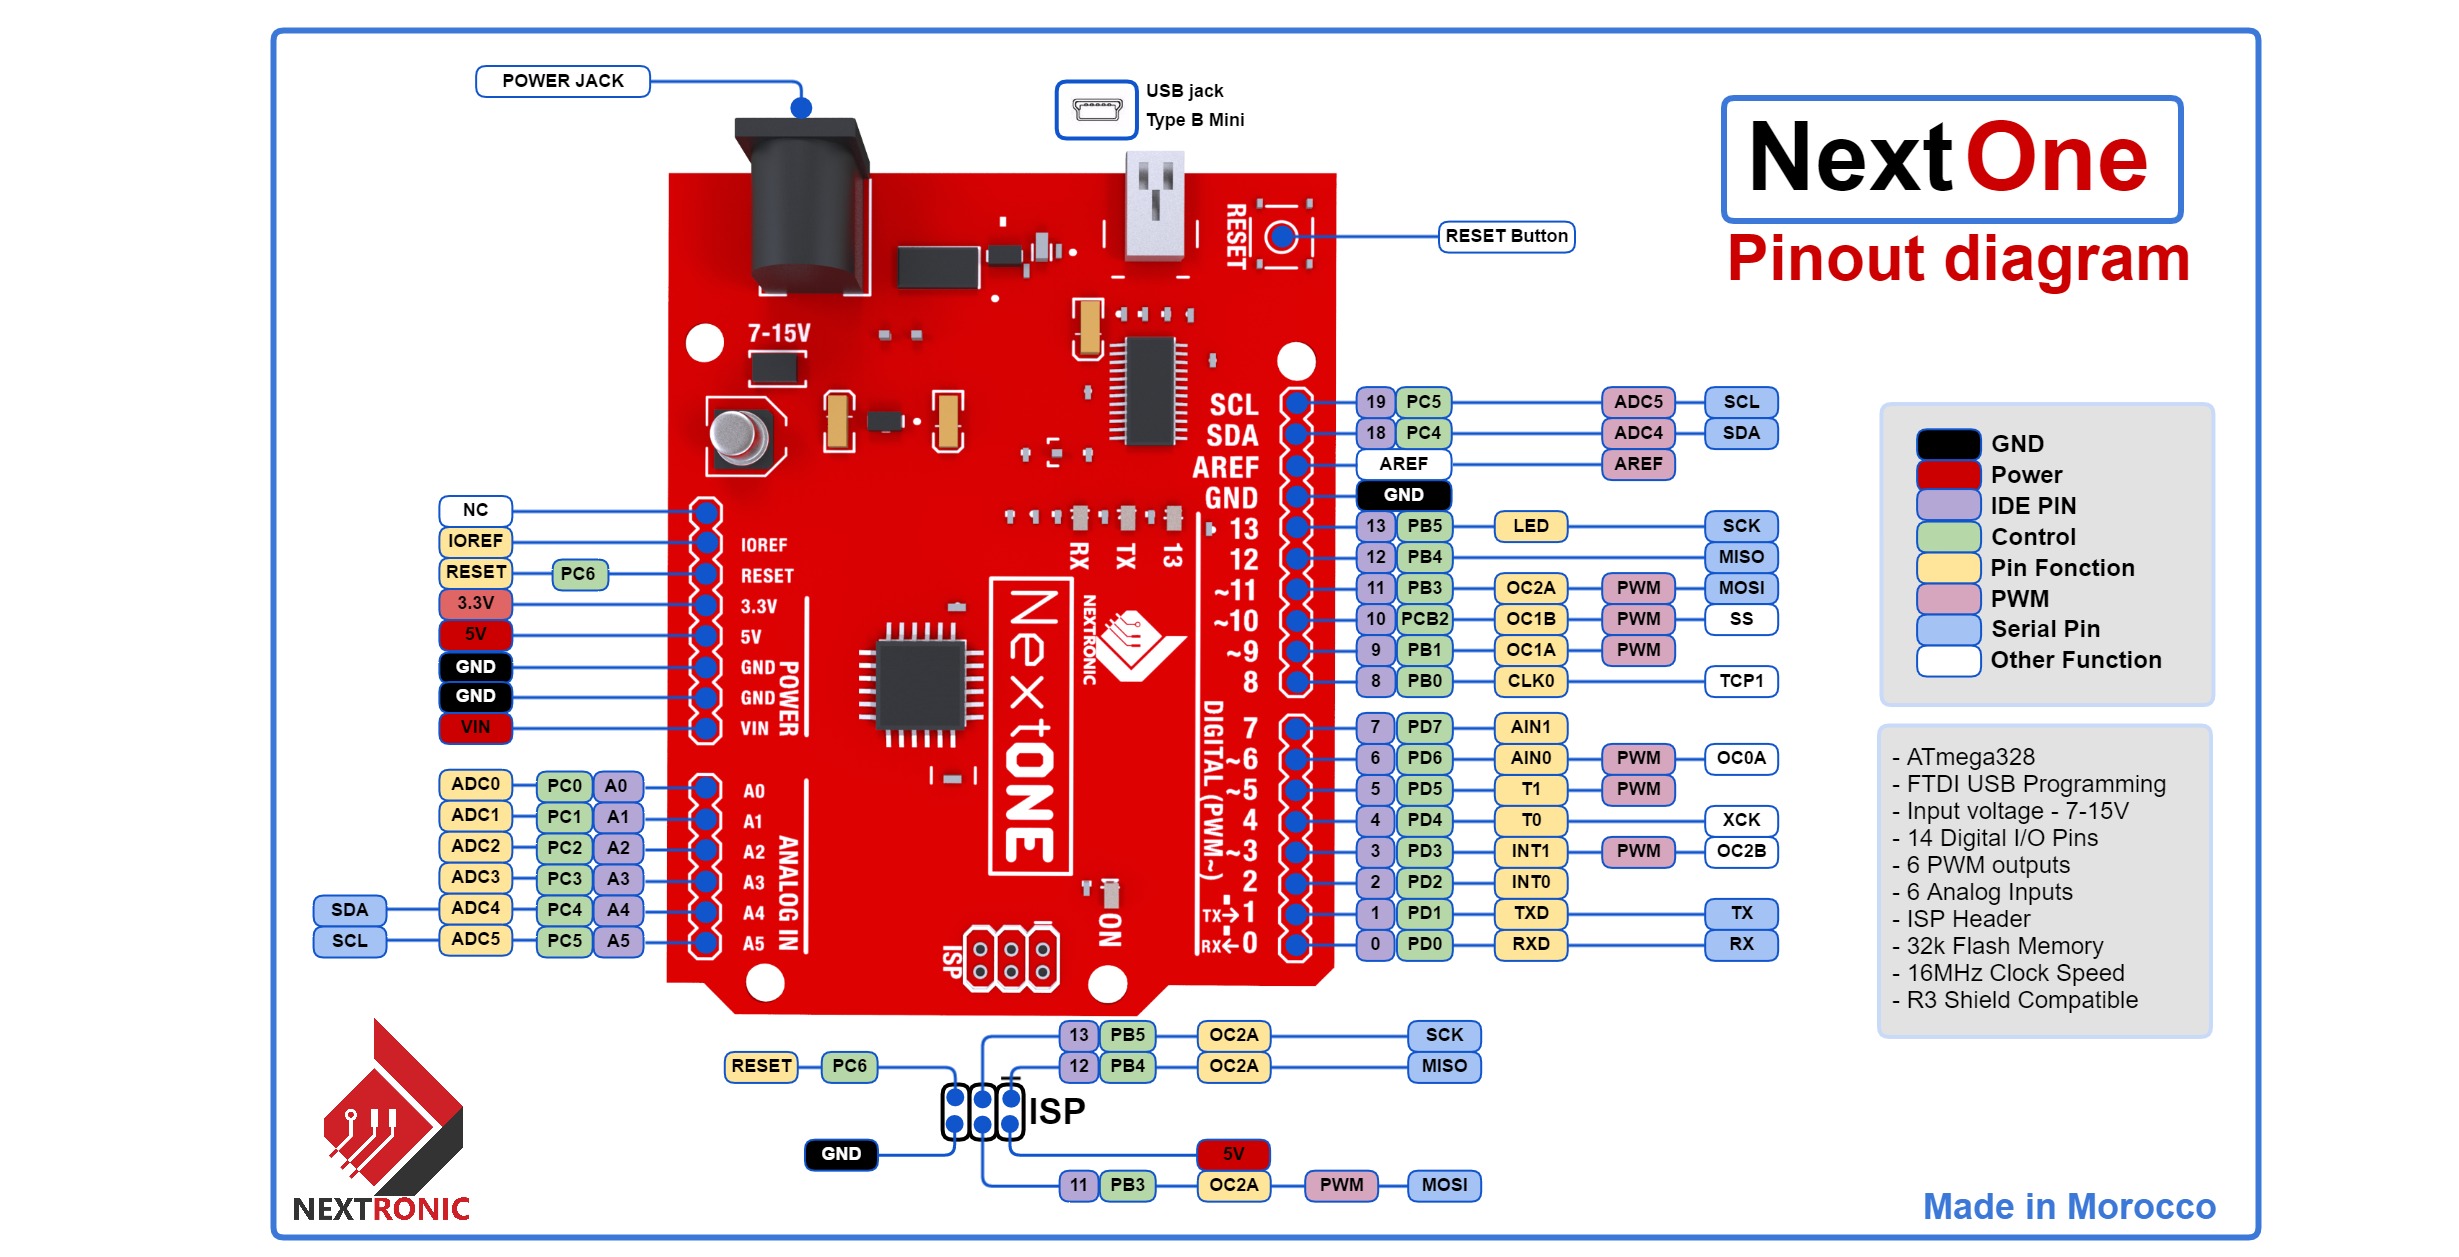 POWER JACK
USB jack
Type B Mini
Next One
Pinout diagram
RESET
RESET Button
7-15V
SCL 19 PC5 ADC5 SCL
SDA 18 PC4 ADC4 SDA
AREF AREF AREF
GND GND
13 13 PB5 LED SCK
12 12 PB4 MISO
~11 11 PB3 OC2A PWM MOSI
~10 10 PCB2 OC1B PWM SS
~9 9 PB1 OC1A PWM
8 8 PB0 CLK0 TCP1
7 7 PD7 AIN1
~6 6 PD6 AIN0 PWM OC0A
~5 5 PD5 T1 PWM
4 4 PD4 T0 XCK
~3 3 PD3 INT1 PWM OC2B
2 2 PD2 INT0
TX→1 1 PD1 TXD TX
RX←0 0 PD0 RXD RX
DIGITAL (PWM~)
RX TX 13
NC
IOREF IOREF
RESET PC6 RESET
3.3V 3.3V
5V 5V
GND GND
GND GND
VIN VIN
POWER
ADC0 PC0 A0 A0
ADC1 PC1 A1 A1
ADC2 PC2 A2 A2
ADC3 PC3 A3 A3
SDA ADC4 PC4 A4 A4
SCL ADC5 PC5 A5 A5
ANALOG IN
NextONE
NEXTRONIC
ON
ISP
1
GND
Power
IDE PIN
Control
Pin Fonction
PWM
Serial Pin
Other Function
- ATmega328
- FTDI USB Programming
- Input voltage - 7-15V
- 14 Digital I/O Pins
- 6 PWM outputs
- 6 Analog Inputs
- ISP Header
- 32k Flash Memory
- 16MHz Clock Speed
- R3 Shield Compatible
13 PB5 OC2A SCK
RESET PC6 12 PB4 OC2A MISO
ISP
GND 5V
11 PB3 OC2A PWM MOSI
NEXTRONIC
Made in Morocco